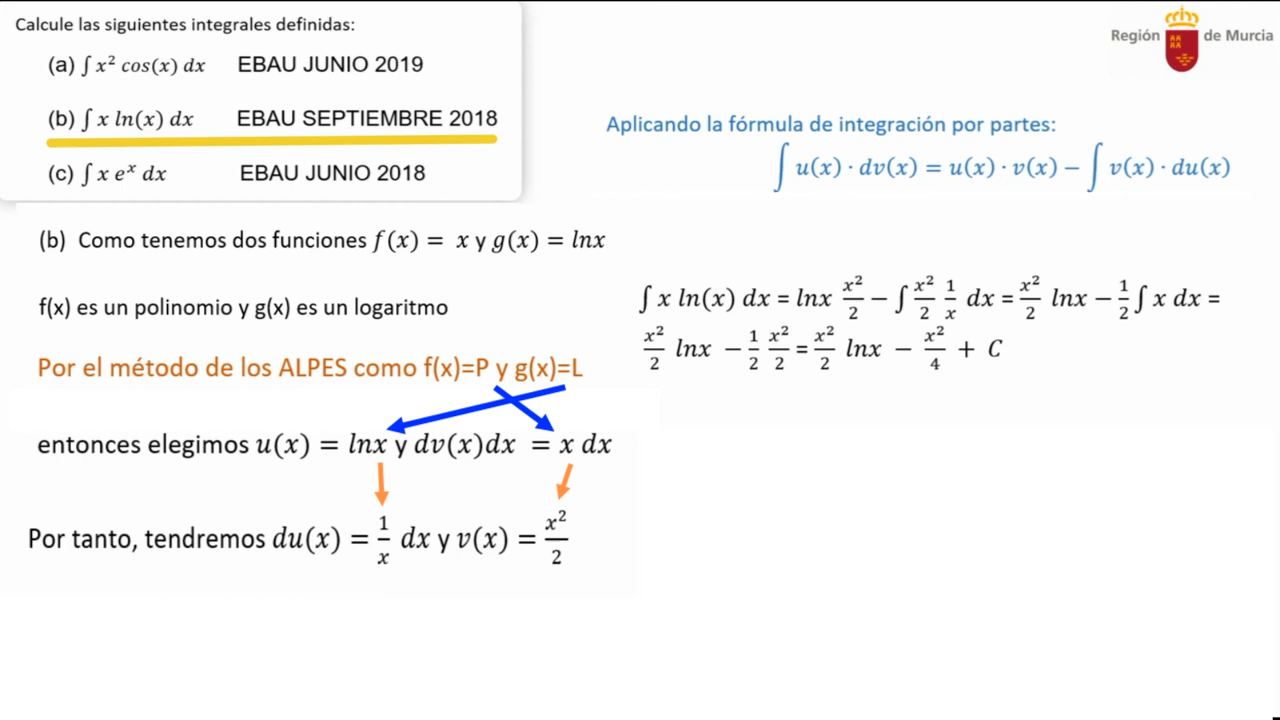 Calcule las siguientes integrales definidas:
(a) ∫ x² cos(x) dx EBAU JUNIO 2019
(b) ∫ x ln(x) dx EBAU SEPTIEMBRE 2018
(c) ∫ x eˣ dx EBAU JUNIO 2018
Región de Murcia
Aplicando la fórmula de integración por partes:
∫ u(x) · dv(x) = u(x) · v(x) − ∫ v(x) · du(x)
(b) Como tenemos dos funciones f(x) = x y g(x) = lnx
f(x) es un polinomio y g(x) es un logaritmo
Por el método de los ALPES como f(x)=P y g(x)=L
entonces elegimos u(x) = lnx y dv(x)dx = x dx
Por tanto, tendremos du(x) = 1/x dx y v(x) = x²/2
∫ x ln(x) dx = lnx x²/2 − ∫ x²/2 1/x dx = x²/2 lnx − 1/2 ∫ x dx =
x²/2 lnx − 1/2 x²/2 = x²/2 lnx − x²/4 + C